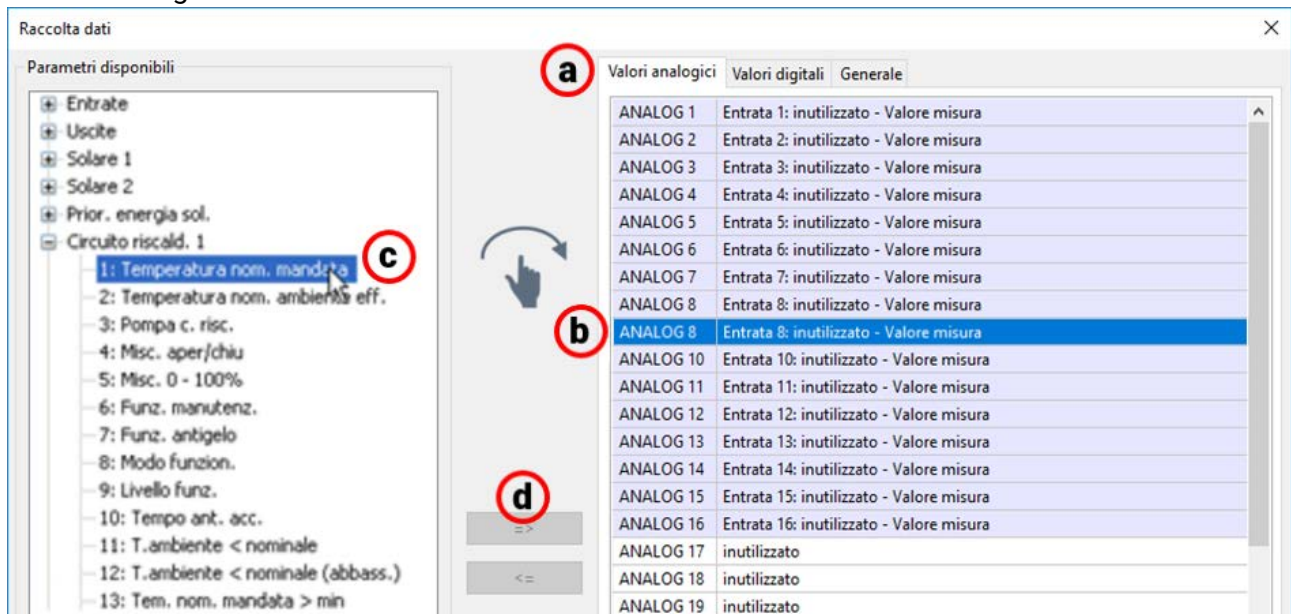 Raccolta dati
Parametri disponibili
Entrate
Uscite
Solare 1
Solare 2
Prior. energia sol.
Circuito riscald. 1
1: Temperatura nom. mandata
2: Temperatura nom. ambiente eff.
3: Pompa c. risc.
4: Misc. aper/chiu
5: Misc. 0 - 100%
6: Funz. manutenz.
7: Funz. antigelo
8: Modo funzion.
9: Livello funz.
10: Tempo ant. acc.
11: T.ambiente < nominale
12: T.ambiente < nominale (abbass.)
13: Tem. nom. mandata > min
c
b
d
=>
<=
a
Valori analogici Valori digitali Generale
ANALOG 1 Entrata 1: inutilizzato - Valore misura
ANALOG 2 Entrata 2: inutilizzato - Valore misura
ANALOG 3 Entrata 3: inutilizzato - Valore misura
ANALOG 4 Entrata 4: inutilizzato - Valore misura
ANALOG 5 Entrata 5: inutilizzato - Valore misura
ANALOG 6 Entrata 6: inutilizzato - Valore misura
ANALOG 7 Entrata 7: inutilizzato - Valore misura
ANALOG 8 Entrata 8: inutilizzato - Valore misura
ANALOG 8 Entrata 8: inutilizzato - Valore misura
ANALOG 10 Entrata 10: inutilizzato - Valore misura
ANALOG 11 Entrata 11: inutilizzato - Valore misura
ANALOG 12 Entrata 12: inutilizzato - Valore misura
ANALOG 13 Entrata 13: inutilizzato - Valore misura
ANALOG 14 Entrata 14: inutilizzato - Valore misura
ANALOG 15 Entrata 15: inutilizzato - Valore misura
ANALOG 16 Entrata 16: inutilizzato - Valore misura
ANALOG 17 inutilizzato
ANALOG 18 inutilizzato
ANALOG 19 inutilizzato